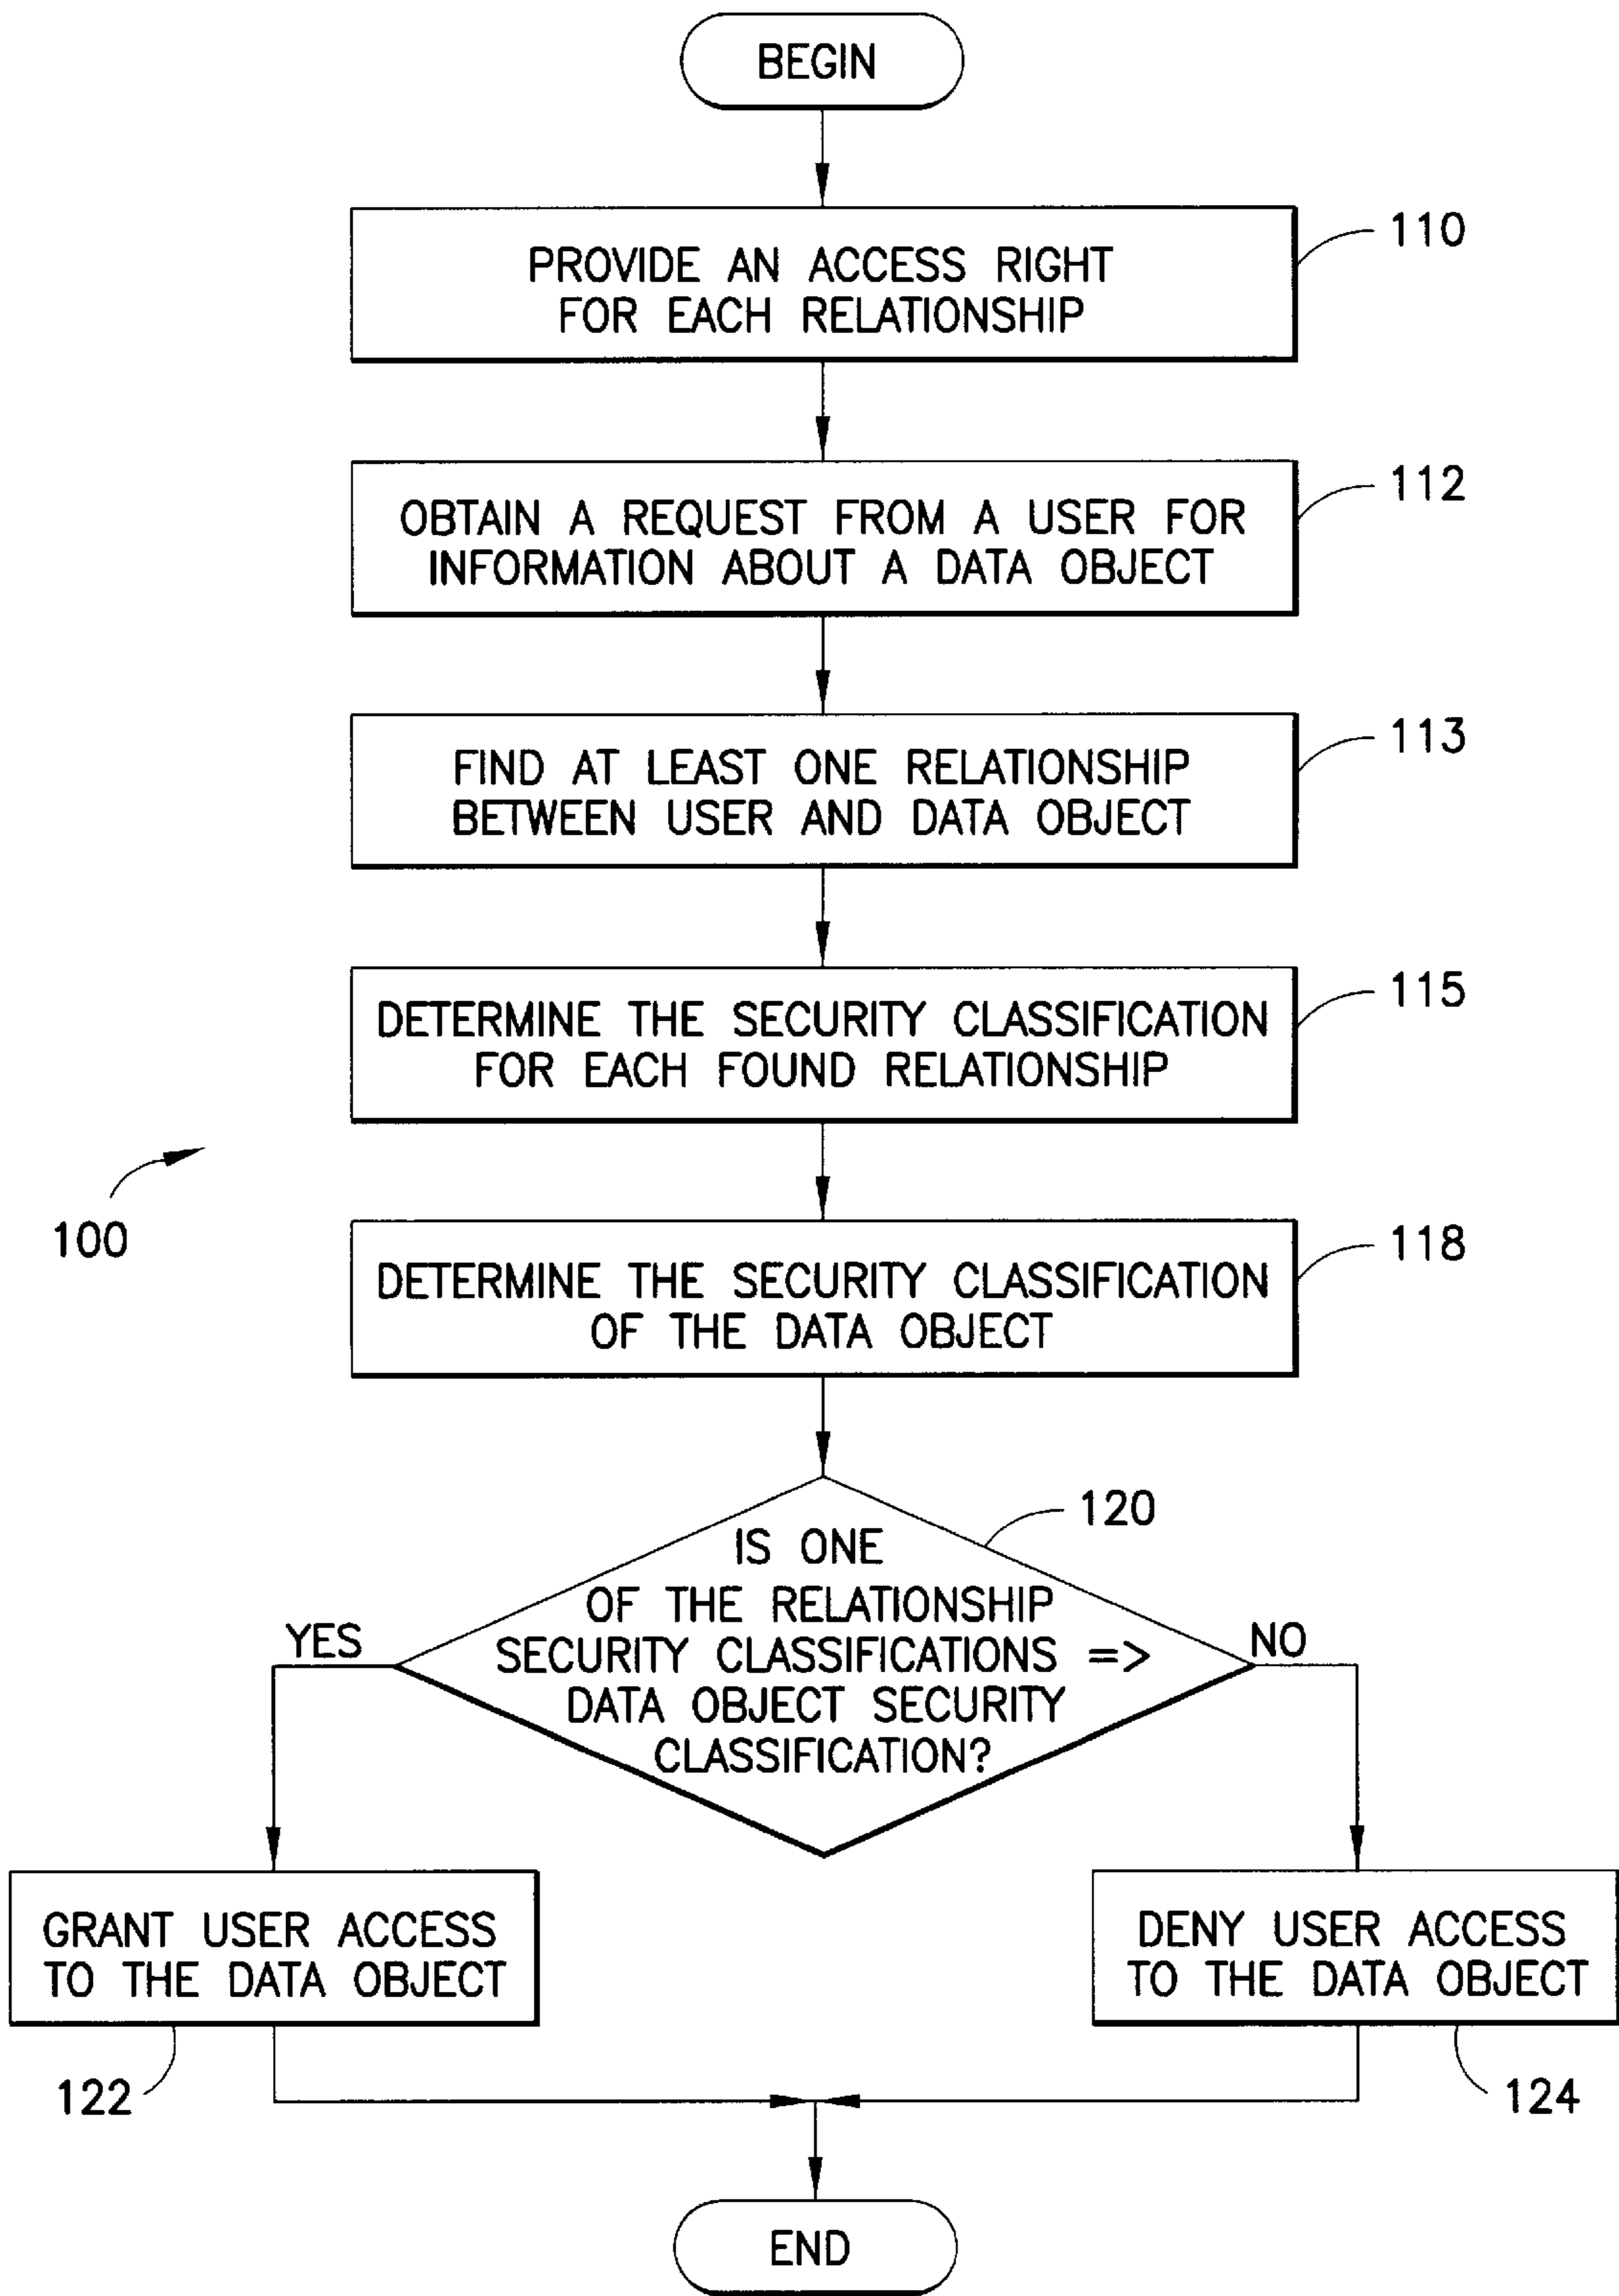 BEGIN
PROVIDE AN ACCESS RIGHT
FOR EACH RELATIONSHIP
110
OBTAIN A REQUEST FROM A USER FOR
INFORMATION ABOUT A DATA OBJECT
112
FIND AT LEAST ONE RELATIONSHIP
BETWEEN USER AND DATA OBJECT
113
DETERMINE THE SECURITY CLASSIFICATION
FOR EACH FOUND RELATIONSHIP
115
100
DETERMINE THE SECURITY CLASSIFICATION
OF THE DATA OBJECT
118
IS ONE
OF THE RELATIONSHIP
SECURITY CLASSIFICATIONS =>
DATA OBJECT SECURITY
CLASSIFICATION?
120
YES
NO
GRANT USER ACCESS
TO THE DATA OBJECT
122
DENY USER ACCESS
TO THE DATA OBJECT
124
END